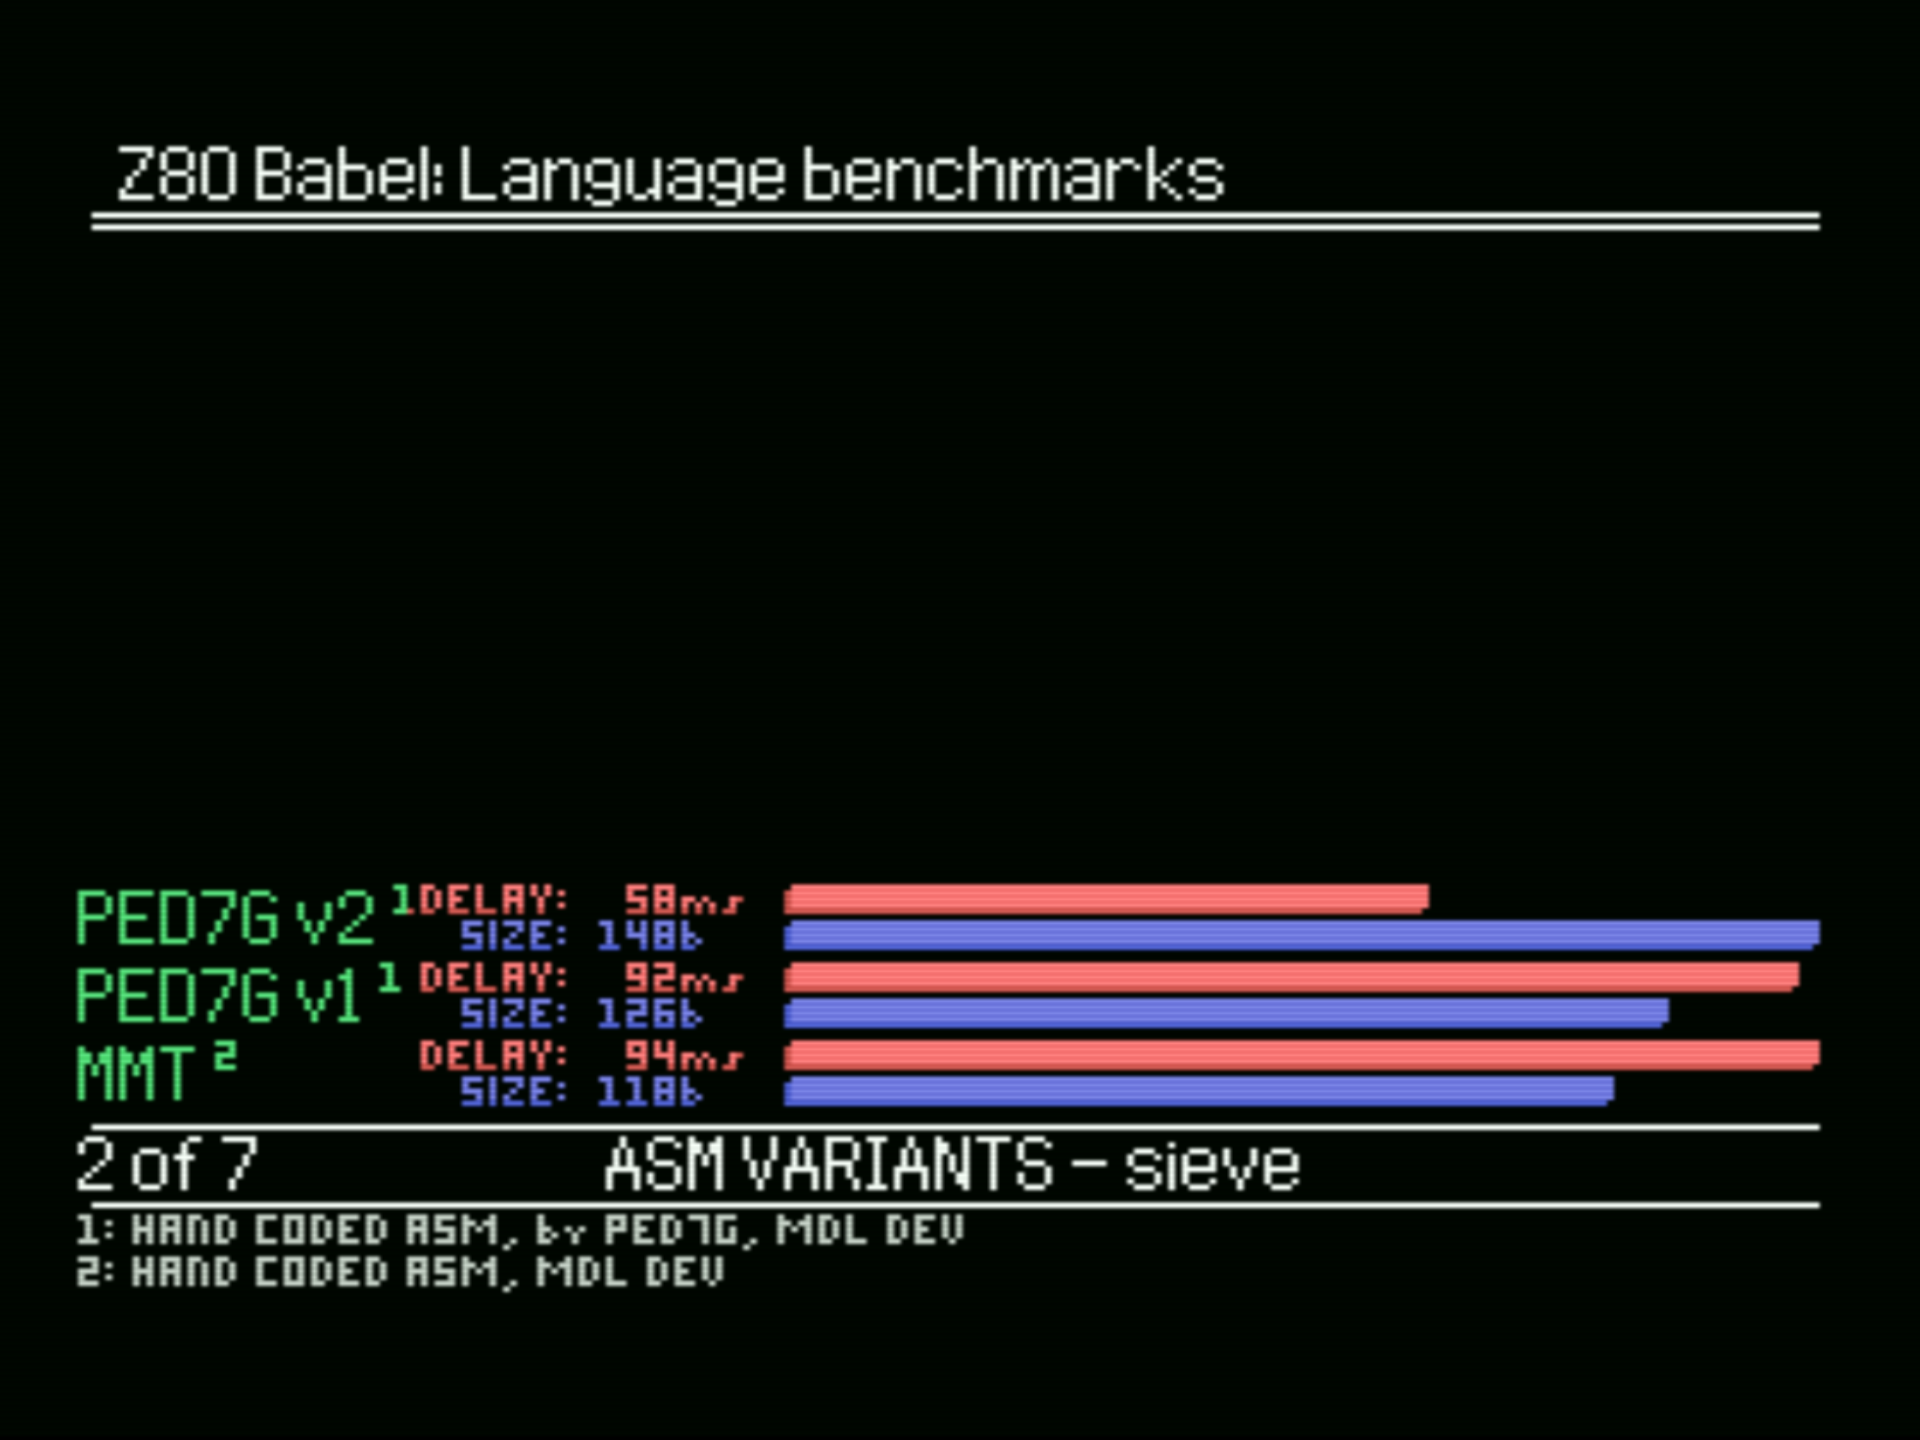 Z80 Babel: Language benchmarks
PED7G v2 1 DELAY: 58ms
SIZE: 148b
PED7G v1 1 DELAY: 92ms
SIZE: 126b
MMT 2 DELAY: 94ms
SIZE: 118b
2 of 7 ASM VARIANTS - sieve
1: HAND CODED ASM, by PED7G, MDL DEV
2: HAND CODED ASM, MDL DEV